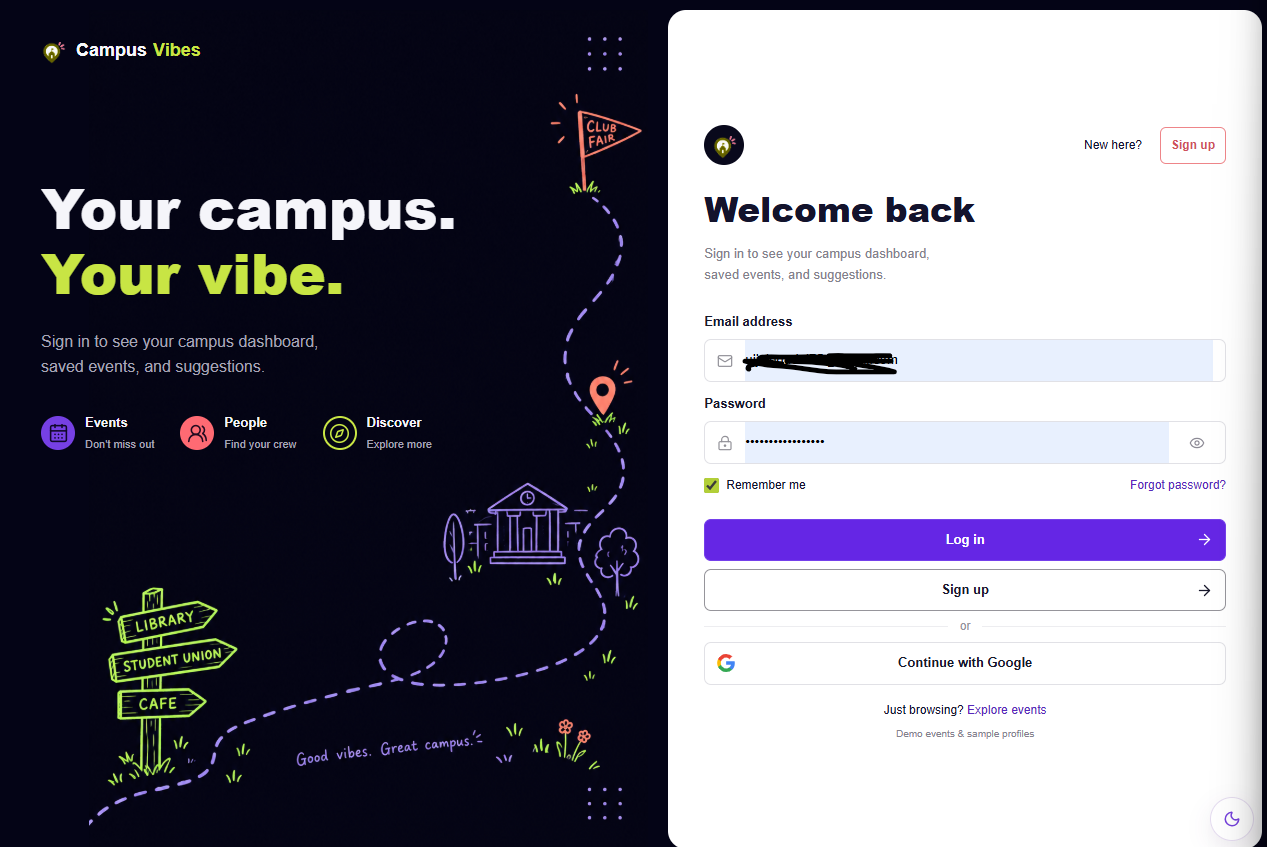 Campus Vibes
CLUB
FAIR
Your campus.
Your vibe.
Sign in to see your campus dashboard,
saved events, and suggestions.
Events
Don't miss out
People
Find your crew
Discover
Explore more
LIBRARY
STUDENT UNION
CAFE
Good vibes. Great campus.
New here?
Sign up
Welcome back
Sign in to see your campus dashboard,
saved events, and suggestions.
Email address
Password
•••••••••••••••••
Remember me
Forgot password?
Log in
Sign up
or
Continue with Google
Just browsing? Explore events
Demo events & sample profiles